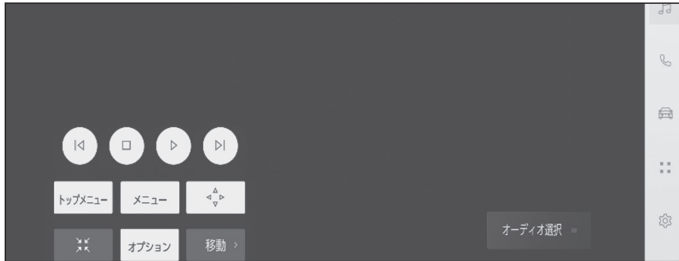 トップメニュー メニュー
オプション 移動
オーディオ選択